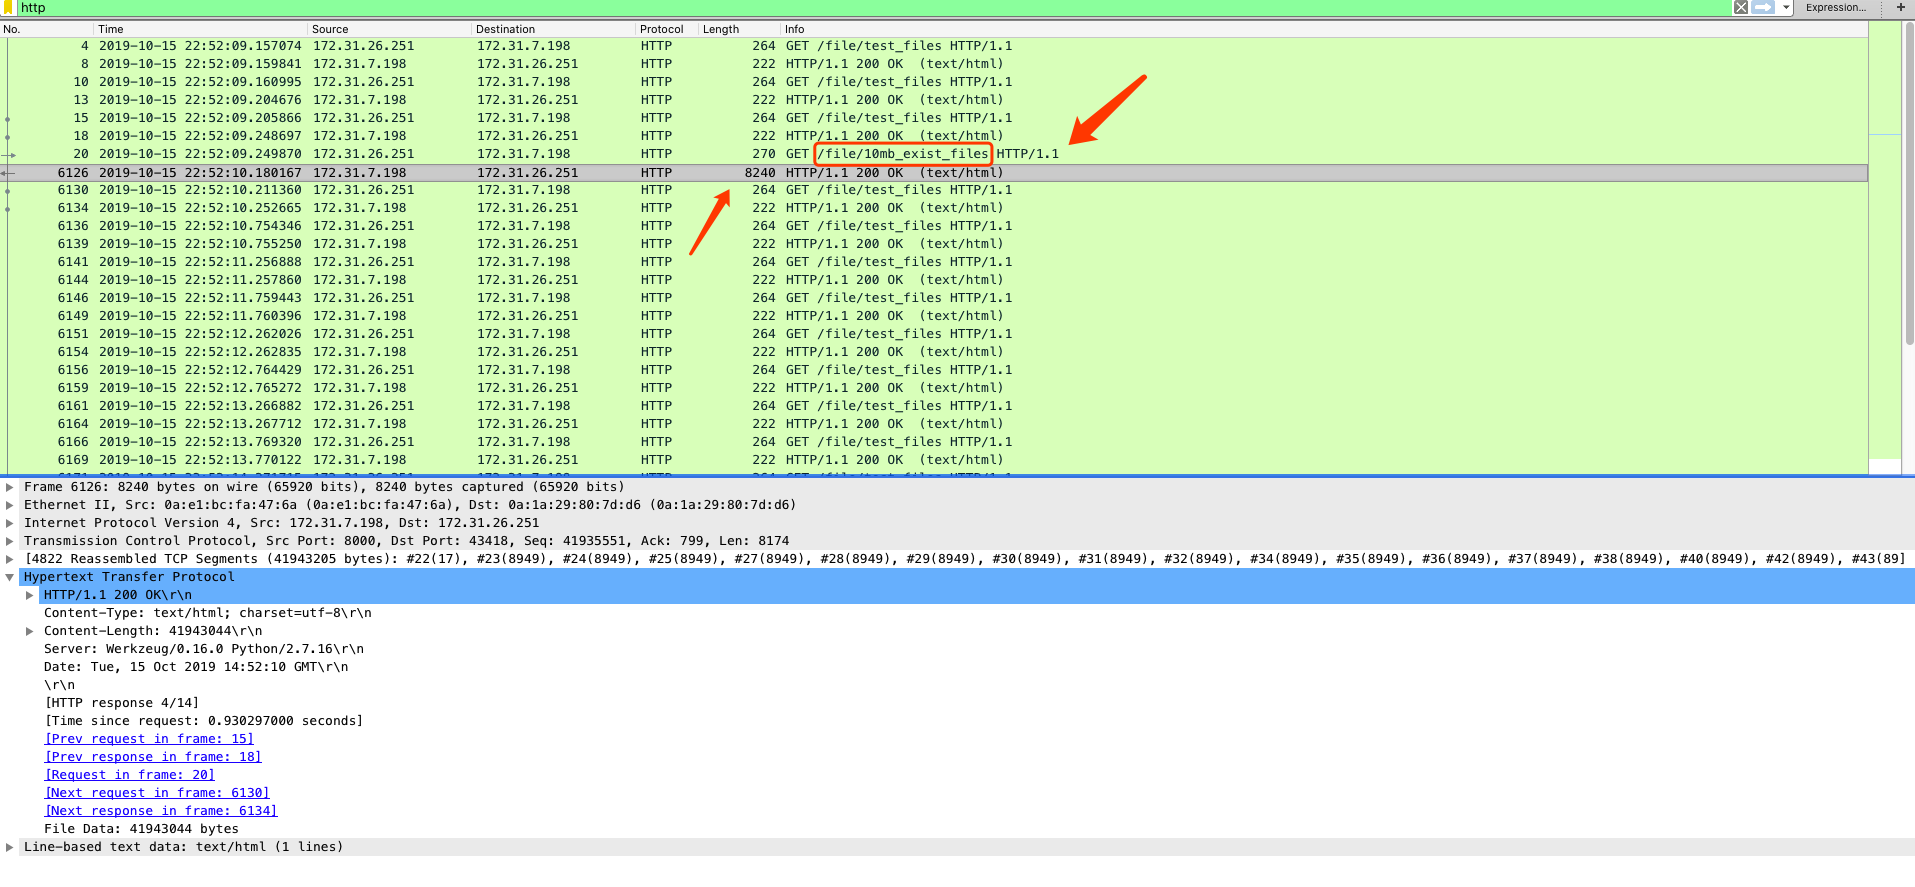 http
Expression...
+
No. Time Source Destination Protocol Length Info
4 2019-10-15 22:52:09.157074 172.31.26.251 172.31.7.198 HTTP 264 GET /file/test_files HTTP/1.1
8 2019-10-15 22:52:09.159841 172.31.7.198 172.31.26.251 HTTP 222 HTTP/1.1 200 OK (text/html)
10 2019-10-15 22:52:09.160995 172.31.26.251 172.31.7.198 HTTP 264 GET /file/test_files HTTP/1.1
13 2019-10-15 22:52:09.204676 172.31.7.198 172.31.26.251 HTTP 222 HTTP/1.1 200 OK (text/html)
15 2019-10-15 22:52:09.205866 172.31.26.251 172.31.7.198 HTTP 264 GET /file/test_files HTTP/1.1
18 2019-10-15 22:52:09.248697 172.31.7.198 172.31.26.251 HTTP 222 HTTP/1.1 200 OK (text/html)
20 2019-10-15 22:52:09.249870 172.31.26.251 172.31.7.198 HTTP 270 GET /file/10mb_exist_files HTTP/1.1
6126 2019-10-15 22:52:10.180167 172.31.7.198 172.31.26.251 HTTP 8240 HTTP/1.1 200 OK (text/html)
6130 2019-10-15 22:52:10.211360 172.31.26.251 172.31.7.198 HTTP 264 GET /file/test_files HTTP/1.1
6134 2019-10-15 22:52:10.252665 172.31.7.198 172.31.26.251 HTTP 222 HTTP/1.1 200 OK (text/html)
6136 2019-10-15 22:52:10.754346 172.31.26.251 172.31.7.198 HTTP 264 GET /file/test_files HTTP/1.1
6139 2019-10-15 22:52:10.755250 172.31.7.198 172.31.26.251 HTTP 222 HTTP/1.1 200 OK (text/html)
6141 2019-10-15 22:52:11.256888 172.31.26.251 172.31.7.198 HTTP 264 GET /file/test_files HTTP/1.1
6144 2019-10-15 22:52:11.257860 172.31.7.198 172.31.26.251 HTTP 222 HTTP/1.1 200 OK (text/html)
6146 2019-10-15 22:52:11.759443 172.31.26.251 172.31.7.198 HTTP 264 GET /file/test_files HTTP/1.1
6149 2019-10-15 22:52:11.760396 172.31.7.198 172.31.26.251 HTTP 222 HTTP/1.1 200 OK (text/html)
6151 2019-10-15 22:52:12.262026 172.31.26.251 172.31.7.198 HTTP 264 GET /file/test_files HTTP/1.1
6154 2019-10-15 22:52:12.262835 172.31.7.198 172.31.26.251 HTTP 222 HTTP/1.1 200 OK (text/html)
6156 2019-10-15 22:52:12.764429 172.31.26.251 172.31.7.198 HTTP 264 GET /file/test_files HTTP/1.1
6159 2019-10-15 22:52:12.765272 172.31.7.198 172.31.26.251 HTTP 222 HTTP/1.1 200 OK (text/html)
6161 2019-10-15 22:52:13.266882 172.31.26.251 172.31.7.198 HTTP 264 GET /file/test_files HTTP/1.1
6164 2019-10-15 22:52:13.267712 172.31.7.198 172.31.26.251 HTTP 222 HTTP/1.1 200 OK (text/html)
6166 2019-10-15 22:52:13.769320 172.31.26.251 172.31.7.198 HTTP 264 GET /file/test_files HTTP/1.1
6169 2019-10-15 22:52:13.770122 172.31.7.198 172.31.26.251 HTTP 222 HTTP/1.1 200 OK (text/html)
Frame 6126: 8240 bytes on wire (65920 bits), 8240 bytes captured (65920 bits)
Ethernet II, Src: 0a:e1:bc:fa:47:6a (0a:e1:bc:fa:47:6a), Dst: 0a:1a:29:80:7d:d6 (0a:1a:29:80:7d:d6)
Internet Protocol Version 4, Src: 172.31.7.198, Dst: 172.31.26.251
Transmission Control Protocol, Src Port: 8000, Dst Port: 43418, Seq: 41935551, Ack: 799, Len: 8174
[4822 Reassembled TCP Segments (41943205 bytes): #22(17), #23(8949), #24(8949), #25(8949), #27(8949), #28(8949), #29(8949), #30(8949), #31(8949), #32(8949), #34(8949), #35(8949), #36(8949), #37(8949), #38(8949), #40(8949), #42(8949), #43(89]
Hypertext Transfer Protocol
HTTP/1.1 200 OK\r\n
Content-Type: text/html; charset=utf-8\r\n
Content-Length: 41943044\r\n
Server: Werkzeug/0.16.0 Python/2.7.16\r\n
Date: Tue, 15 Oct 2019 14:52:10 GMT\r\n
\r\n
[HTTP response 4/14]
[Time since request: 0.930297000 seconds]
[Prev request in frame: 15]
[Prev response in frame: 18]
[Request in frame: 20]
[Next request in frame: 6130]
[Next response in frame: 6134]
File Data: 41943044 bytes
Line-based text data: text/html (1 lines)